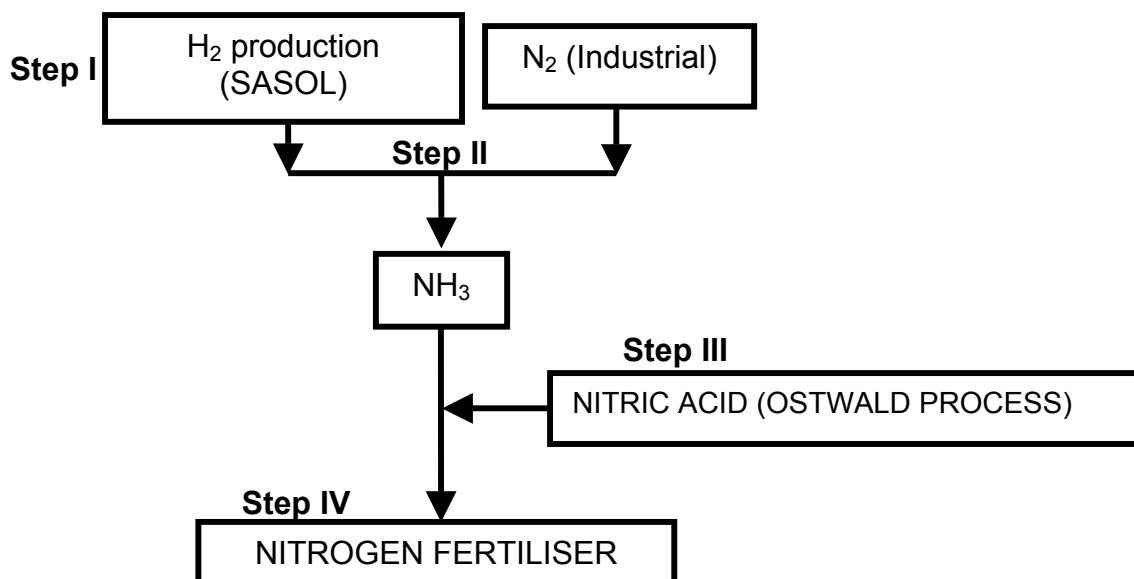 Step I
H₂ production
(SASOL)
N₂ (Industrial)
Step II
NH₃
Step III
NITRIC ACID (OSTWALD PROCESS)
Step IV
NITROGEN FERTILISER